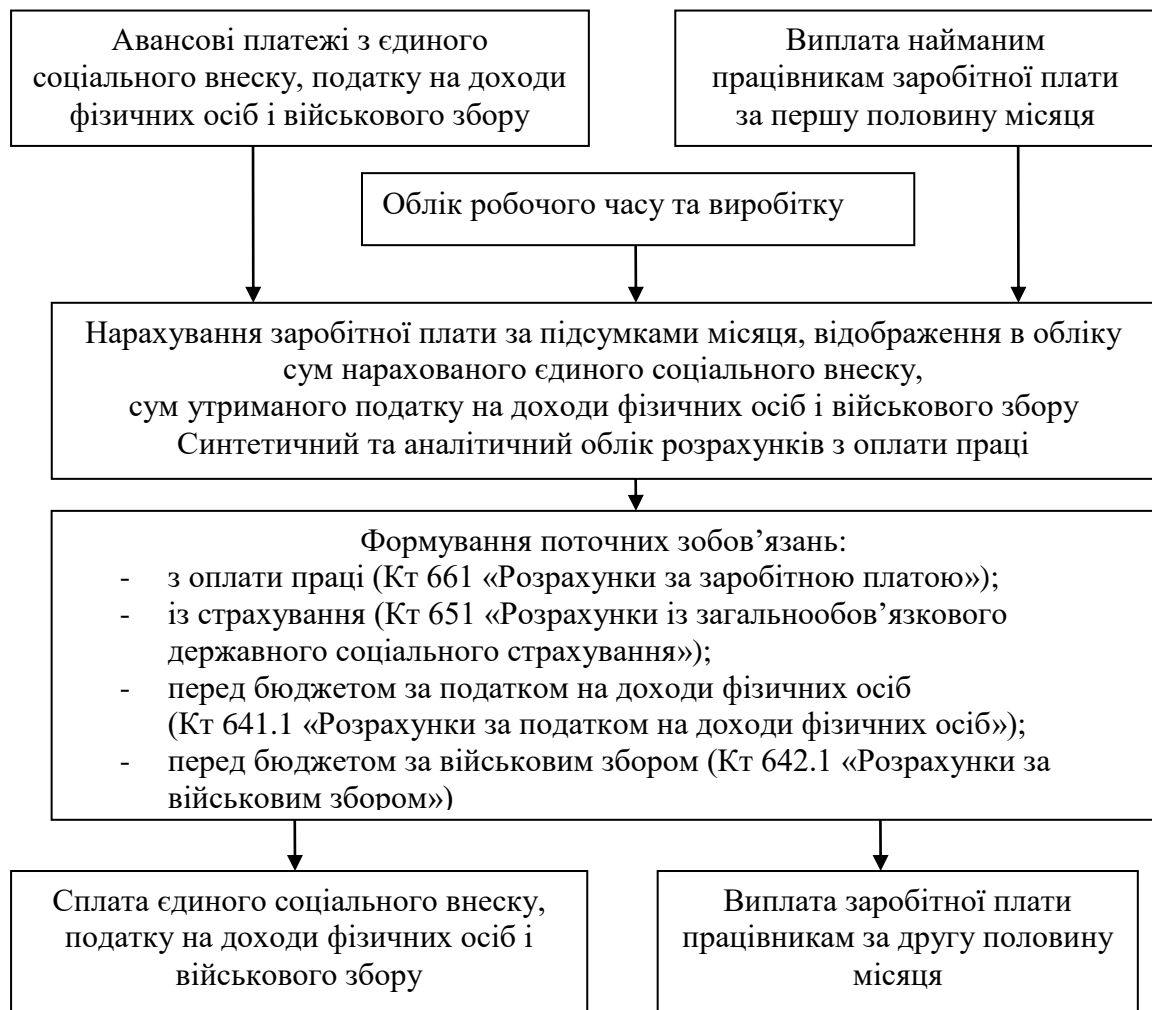 Авансові платежі з єдиного
соціального внеску, податку на доходи
фізичних осіб і військового збору
Виплата найманим
працівникам заробітної плати
за першу половину місяця
Облік робочого часу та виробітку
Нарахування заробітної плати за підсумками місяця, відображення в обліку
сум нарахованого єдиного соціального внеску,
сум утриманого податку на доходи фізичних осіб і військового збору
Синтетичний та аналітичний облік розрахунків з оплати праці
Формування поточних зобов’язань:
- з оплати праці (Кт 661 «Розрахунки за заробітною платою»);
- із страхування (Кт 651 «Розрахунки із загальнообов’язкового
державного соціального страхування»);
- перед бюджетом за податком на доходи фізичних осіб
(Кт 641.1 «Розрахунки за податком на доходи фізичних осіб»);
- перед бюджетом за військовим збором (Кт 642.1 «Розрахунки за
військовим збором»)
Сплата єдиного соціального внеску,
податку на доходи фізичних осіб і
військового збору
Виплата заробітної плати
працівникам за другу половину
місяця